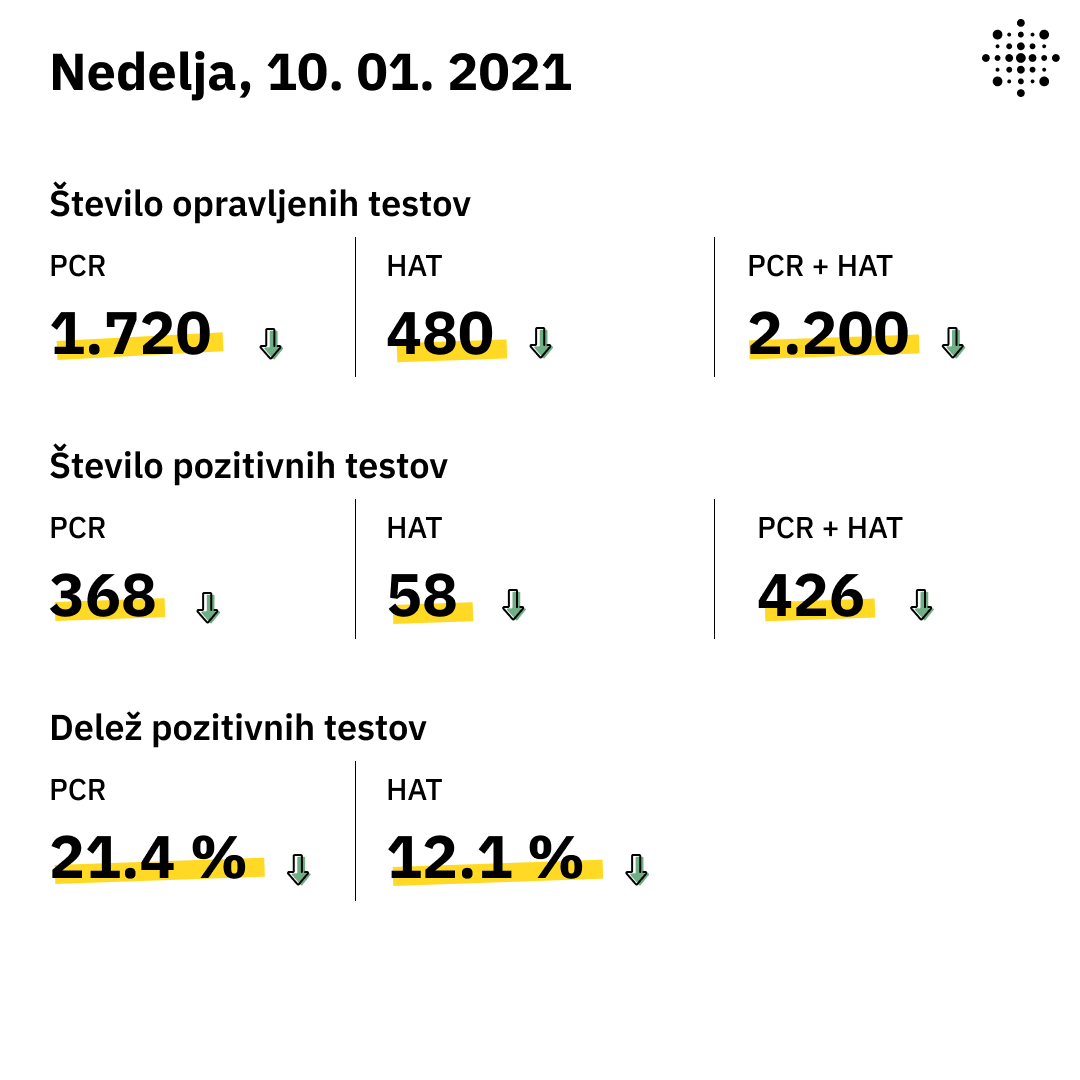 Nedelja, 10. 01. 2021
Število opravljenih testov
PCR HAT PCR + HAT
1.720 480 2.200
Število pozitivnih testov
PCR HAT PCR + HAT
368 58 426
Delež pozitivnih testov
PCR HAT
21.4 % 12.1 %